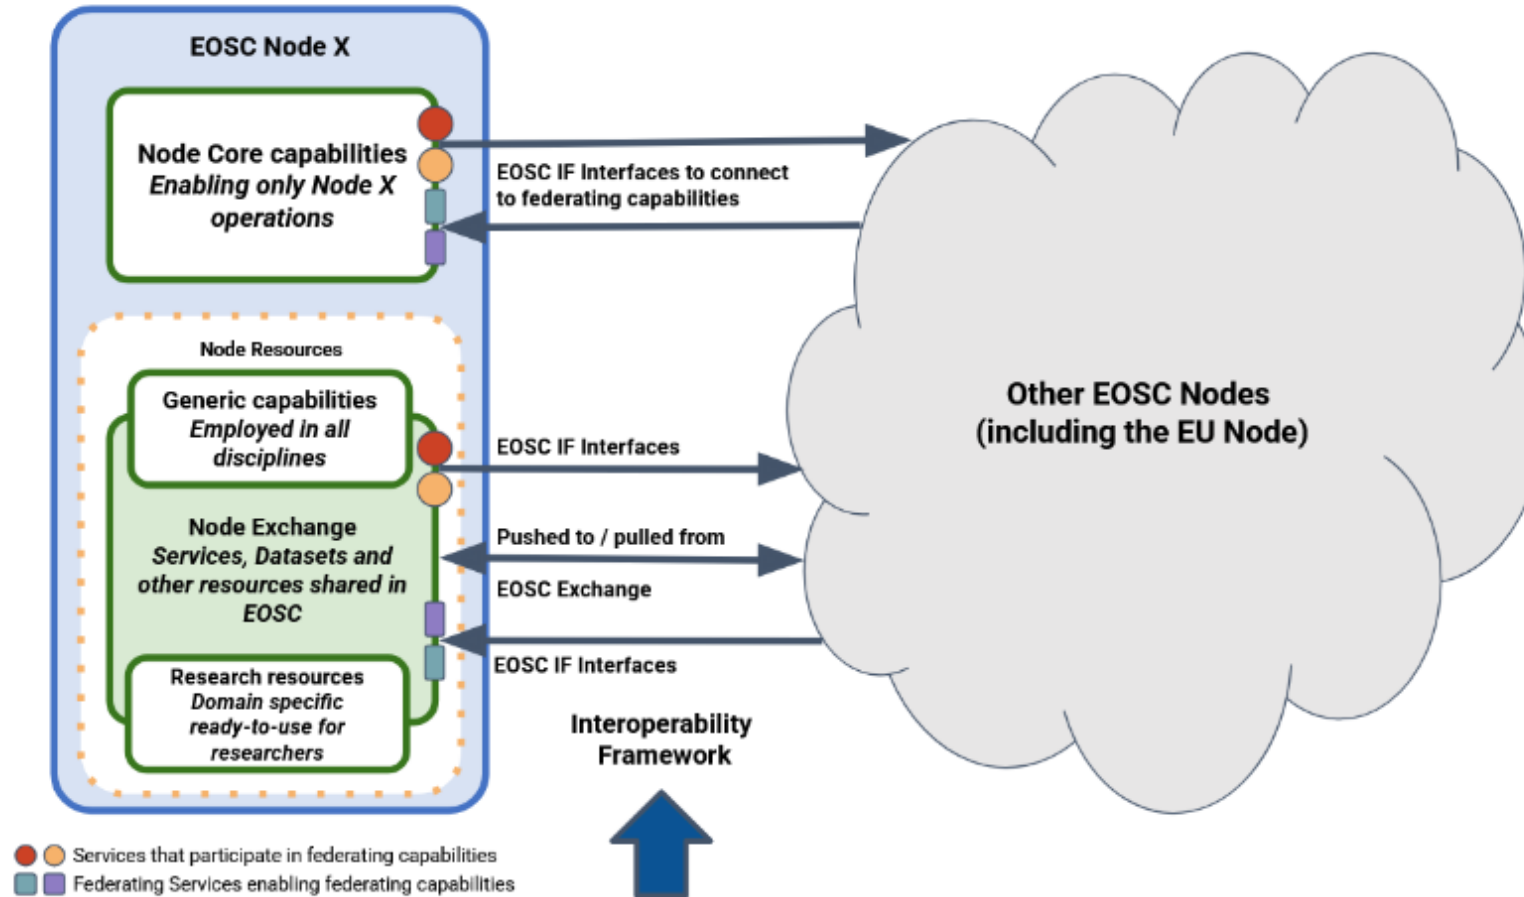 EOSC Node X
Node Core capabilities
Enabling only Node X
operations
EOSC IF Interfaces to connect
to federating capabilities
Node Resources
Generic capabilities
Employed in all
disciplines
EOSC IF Interfaces
Node Exchange
Services, Datasets and
other resources shared in
EOSC
Pushed to / pulled from
EOSC Exchange
EOSC IF Interfaces
Research resources
Domain specific
ready-to-use for
researchers
Other EOSC Nodes
(including the EU Node)
Interoperability
Framework
Services that participate in federating capabilities
Federating Services enabling federating capabilities